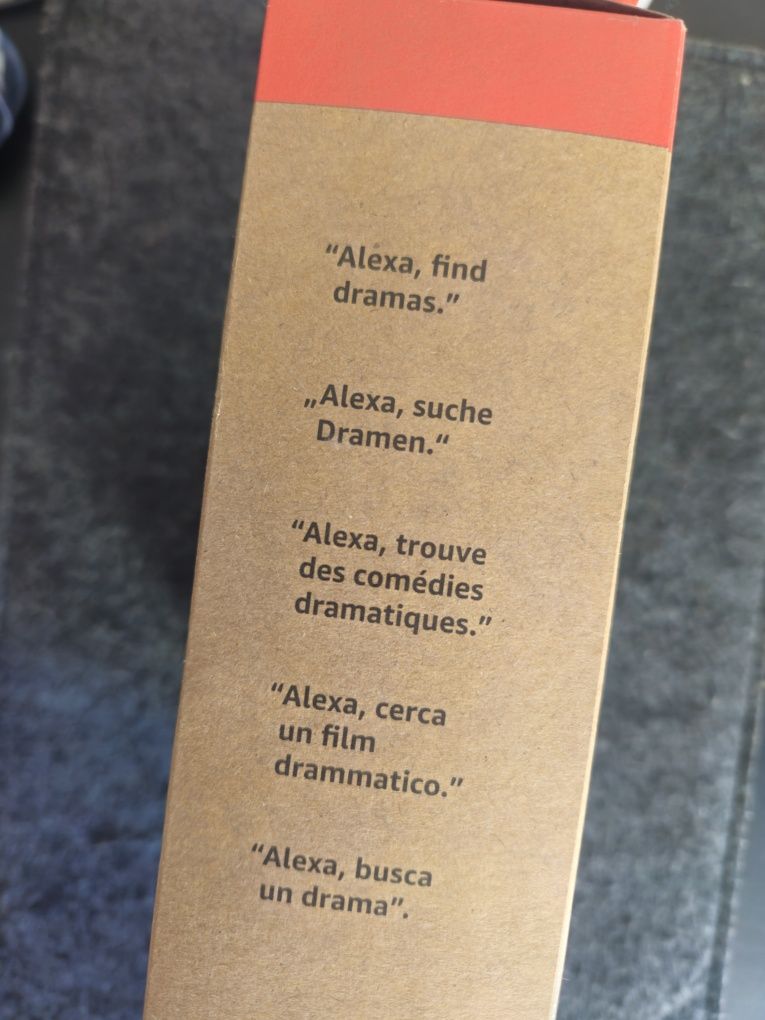 “Alexa, find
dramas.”
„Alexa, suche
Dramen.“
“Alexa, trouve
des comédies
dramatiques.”
“Alexa, cerca
un film
drammatico.”
“Alexa, busca
un drama”.